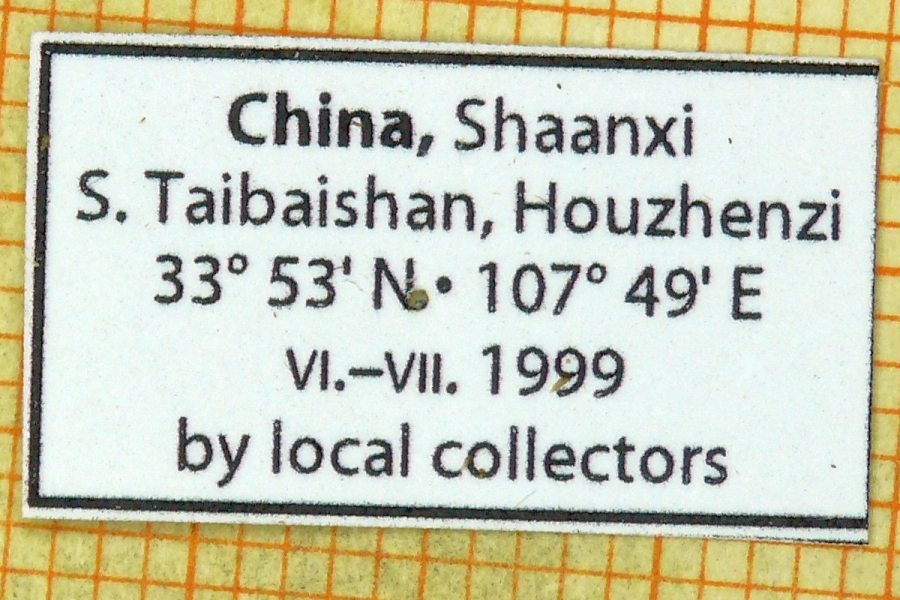 China, Shaanxi
S. Taibaishan, Houzhenzi
33° 53' N • 107° 49' E
VI.–VII. 1999
by local collectors